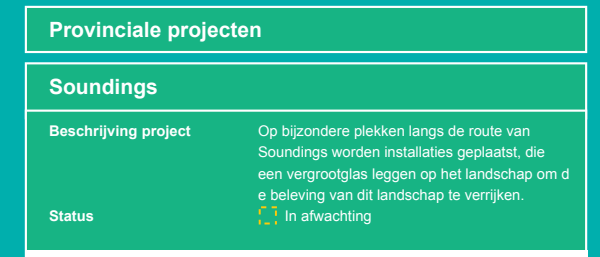 Provinciale projecten
Soundings
Beschrijving project Op bijzondere plekken langs de route van
Soundings worden installaties geplaatst, die
een vergrootglas leggen op het landschap om d
e beleving van dit landschap te verrijken.
Status In afwachting